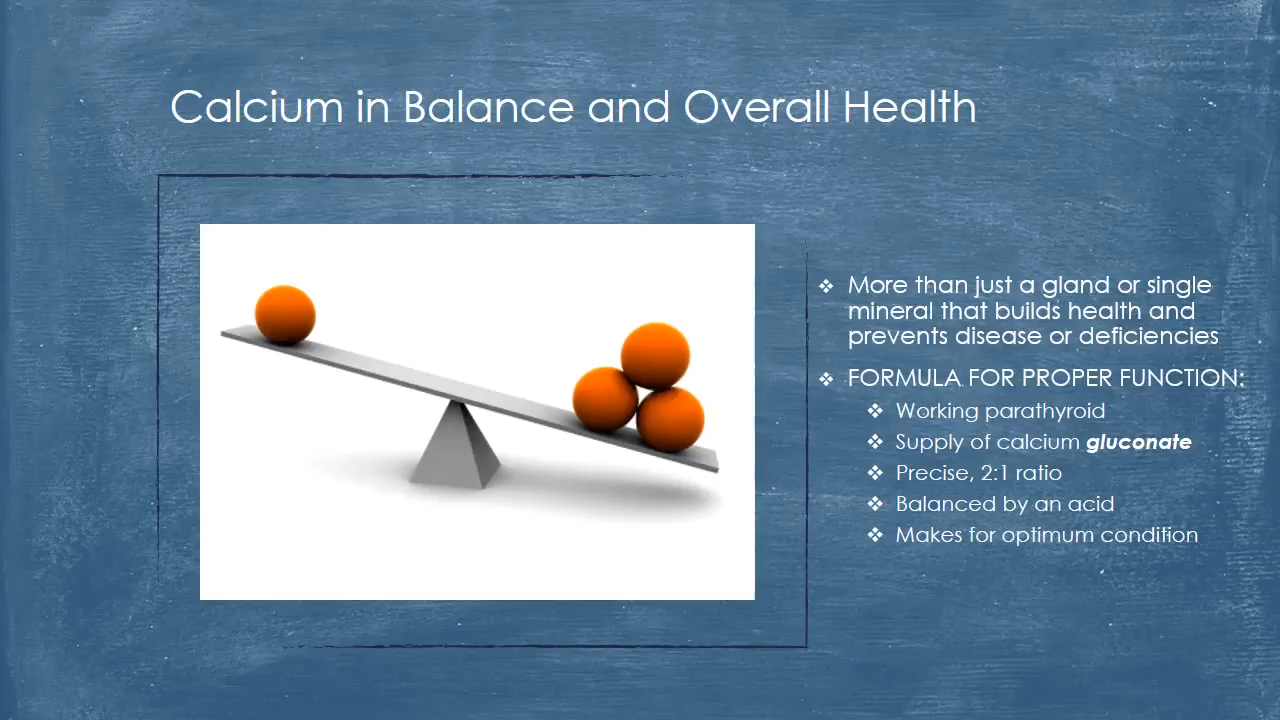 Calcium in Balance and Overall Health
❖ More than just a gland or single
mineral that builds health and
prevents disease or deficiencies
❖ FORMULA FOR PROPER FUNCTION:
❖ Working parathyroid
❖ Supply of calcium gluconate
❖ Precise, 2:1 ratio
❖ Balanced by an acid
❖ Makes for optimum condition